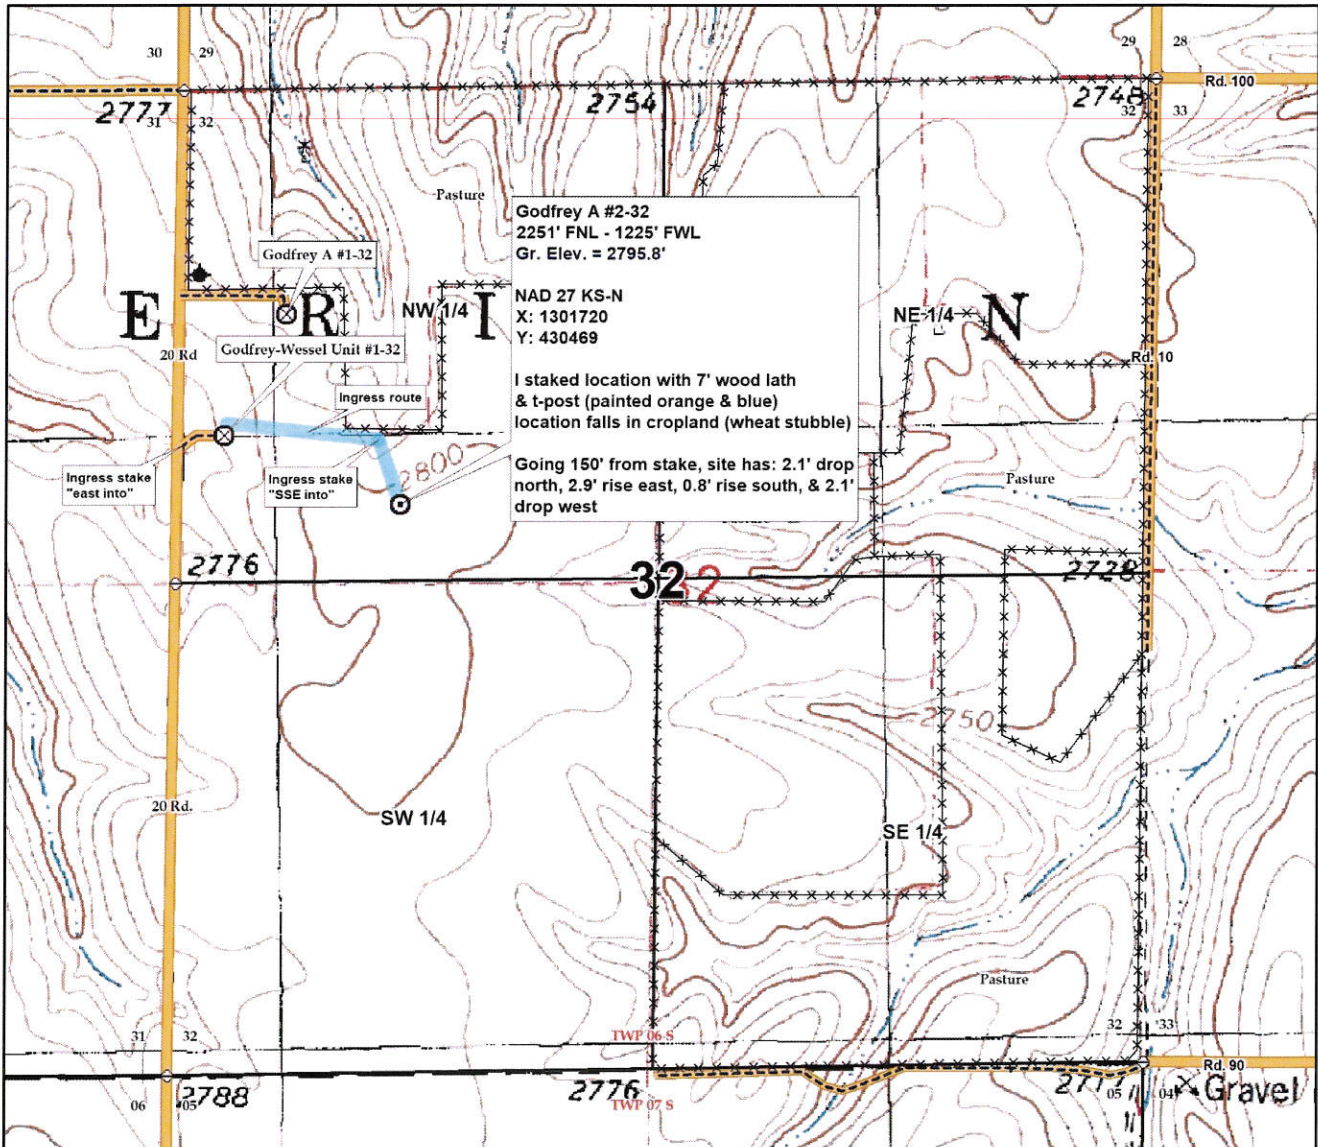 30
29
29
28
Rd. 100
2777
2754
2748
31
32
32
33
Pasture
Godfrey A #2-32
2251' FNL - 1225' FWL
Gr. Elev. = 2795.8'
NAD 27 KS-N
X: 1301720
Y: 430469
I staked location with 7' wood lath
& t-post (painted orange & blue)
location falls in cropland (wheat stubble)
Going 150' from stake, site has: 2.1' drop
north, 2.9' rise east, 0.8' rise south, & 2.1'
drop west
Godfrey A #1-32
E R I N
NW 1/4
NE 1/4
Godfrey-Wessel Unit #1-32
20 Rd
Rd. 10
Ingress route
Ingress stake
"east into"
Ingress stake
"SSE into"
2800
Pasture
2776
32
32
2728
2750
20 Rd.
SW 1/4
SE 1/4
Pasture
31
32
TWP 06 S
32
33
Rd. 90
2788
2776
2717
06
05
TWP 07 S
05
04
Gravel